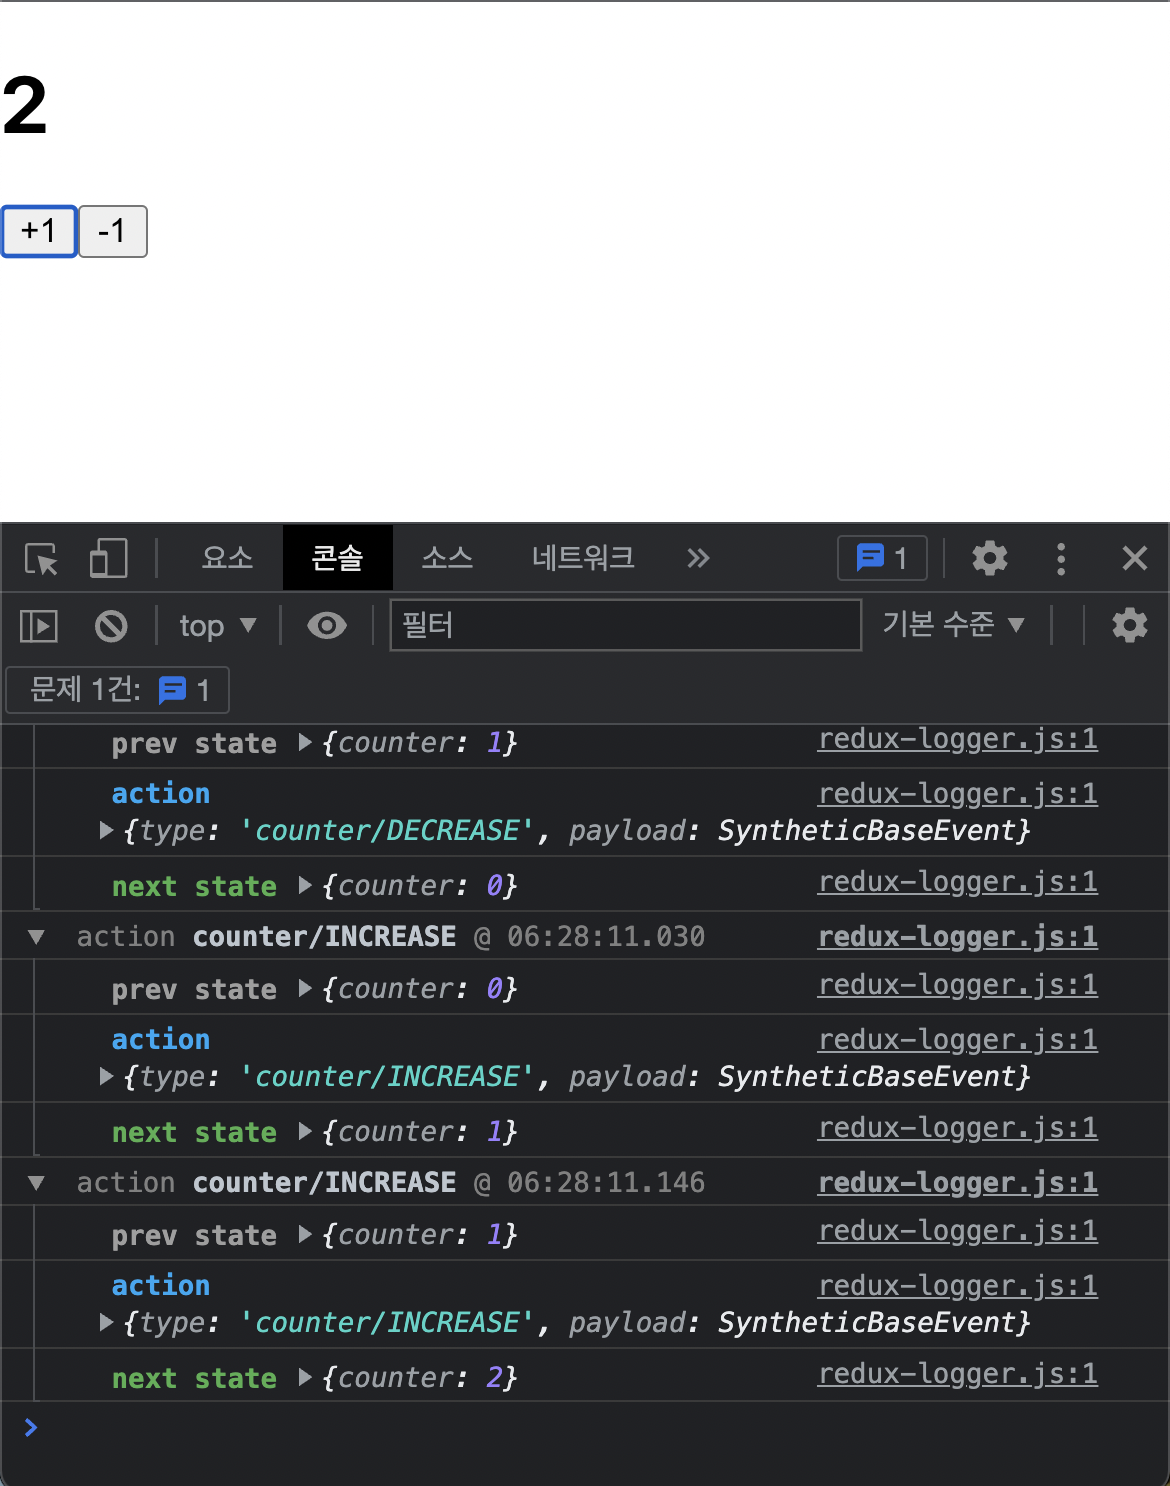 2
+1 -1
요소 콘솔 소스 네트워크 1
top 필터 기본 수준
문제 1건: 1
prev state {counter: 1} redux-logger.js:1
action redux-logger.js:1
{type: 'counter/DECREASE', payload: SyntheticBaseEvent}
next state {counter: 0} redux-logger.js:1
action counter/INCREASE @ 06:28:11.030 redux-logger.js:1
prev state {counter: 0} redux-logger.js:1
action redux-logger.js:1
{type: 'counter/INCREASE', payload: SyntheticBaseEvent}
next state {counter: 1} redux-logger.js:1
action counter/INCREASE @ 06:28:11.146 redux-logger.js:1
prev state {counter: 1} redux-logger.js:1
action redux-logger.js:1
{type: 'counter/INCREASE', payload: SyntheticBaseEvent}
next state {counter: 2} redux-logger.js:1